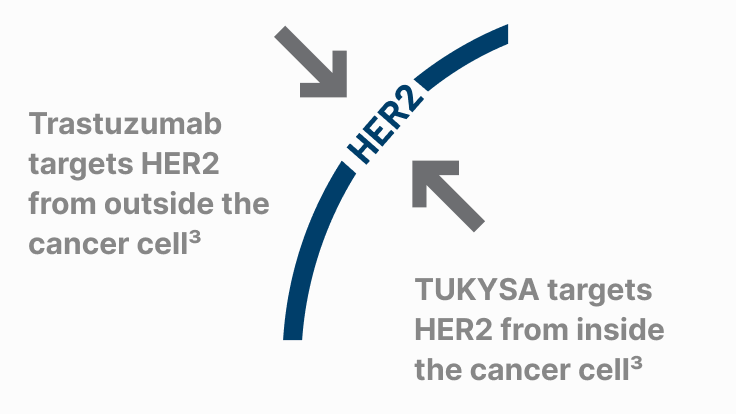 Trastuzumab
targets HER2
from outside the
cancer cell³
HER2
TUKYSA targets
HER2 from inside
the cancer cell³